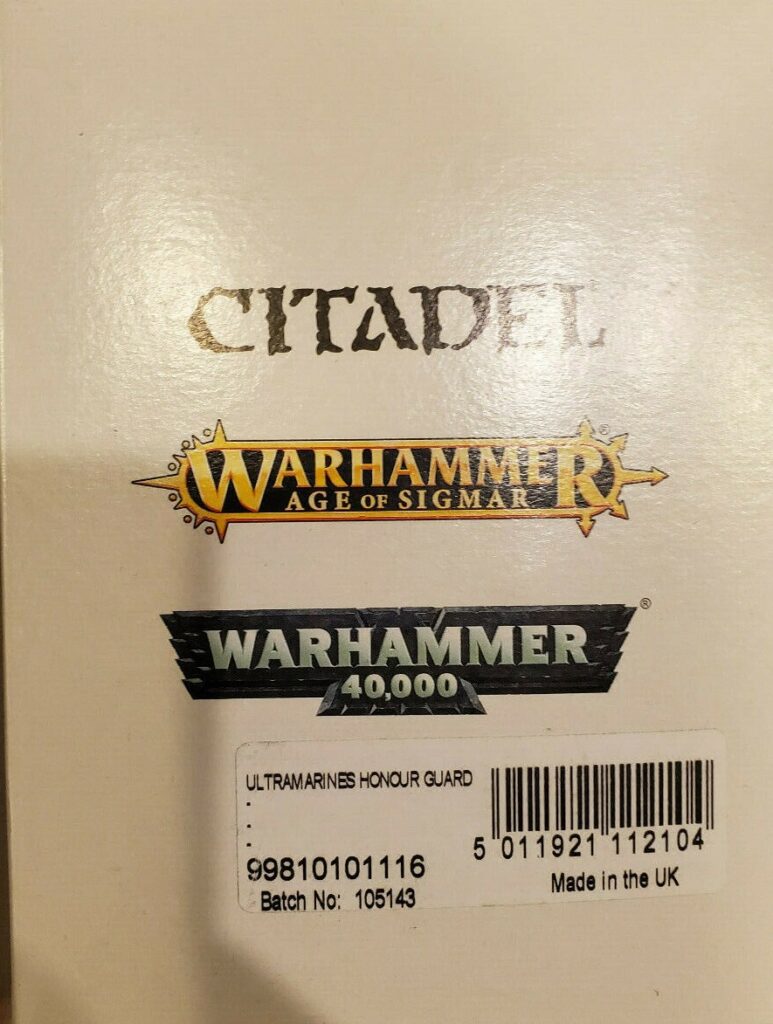 CITADEL
WARHAMMER®
AGE OF SIGMAR
WARHAMMER®
40,000
ULTRAMARINES HONOUR GUARD
.
.
.
99810101116
Batch No: 105143
5 011921 112104
Made in the UK